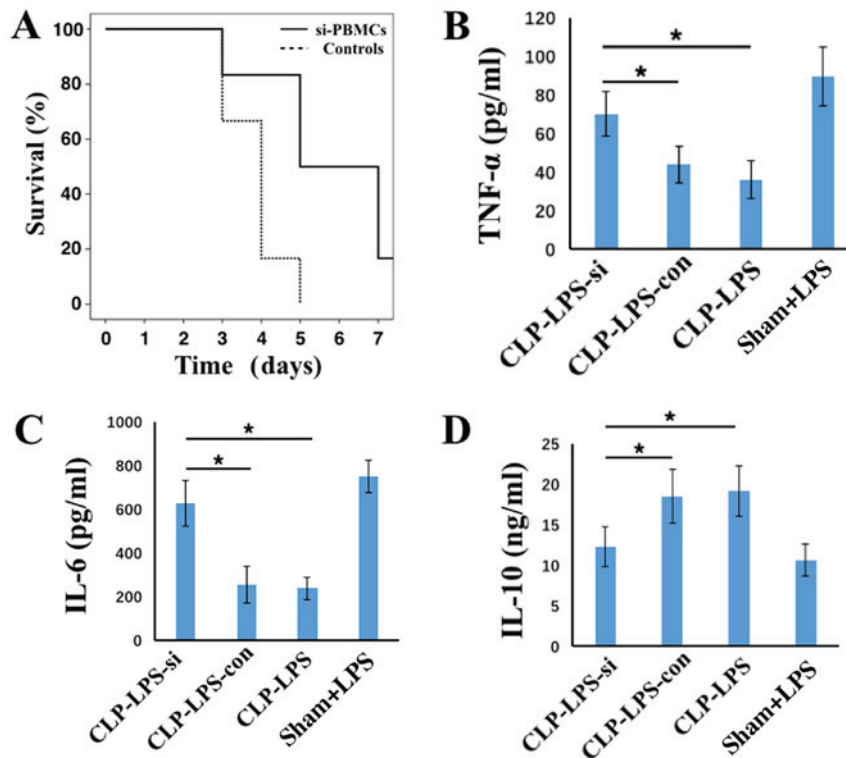 A
si-PBMCs
Controls
Survival (%)
100
80
60
40
20
0
0 1 2 3 4 5 6 7
Time (days)
B
*
*
TNF-α (pg/ml)
120
100
80
60
40
20
0
CLP-LPS-si
CLP-LPS-con
CLP-LPS
Sham+LPS
C
*
*
IL-6 (pg/ml)
1000
800
600
400
200
0
CLP-LPS-si
CLP-LPS-con
CLP-LPS
Sham+LPS
D
*
*
IL-10 (ng/ml)
25
20
15
10
5
0
CLP-LPS-si
CLP-LPS-con
CLP-LPS
Sham+LPS